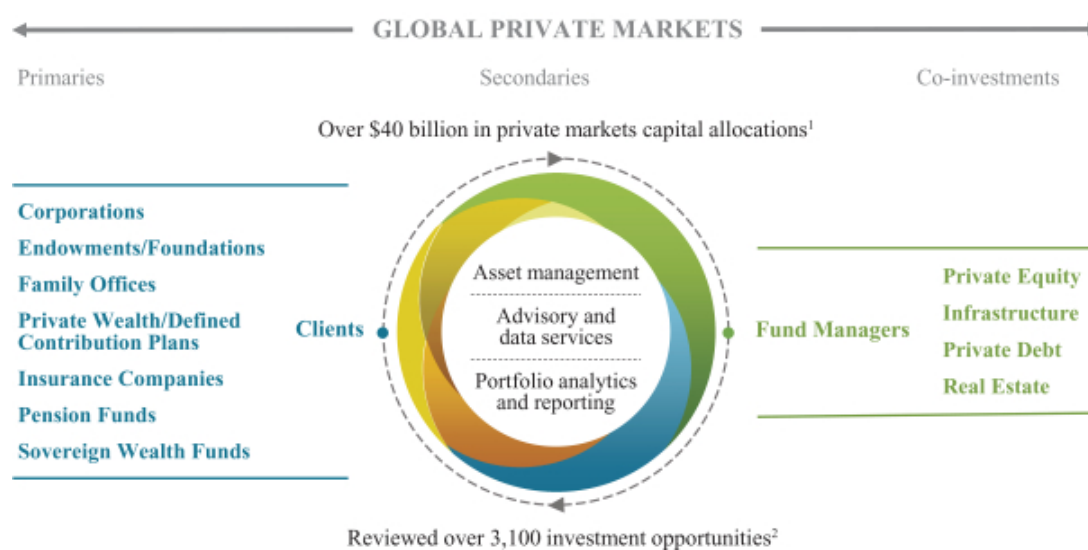 GLOBAL PRIVATE MARKETS
Primaries
Secondaries
Co-investments
Over $40 billion in private markets capital allocations¹
Corporations
Endowments/Foundations
Family Offices
Private Wealth/Defined
Contribution Plans
Insurance Companies
Pension Funds
Sovereign Wealth Funds
Clients
Asset management
Advisory and
data services
Portfolio analytics
and reporting
Fund Managers
Private Equity
Infrastructure
Private Debt
Real Estate
Reviewed over 3,100 investment opportunities²